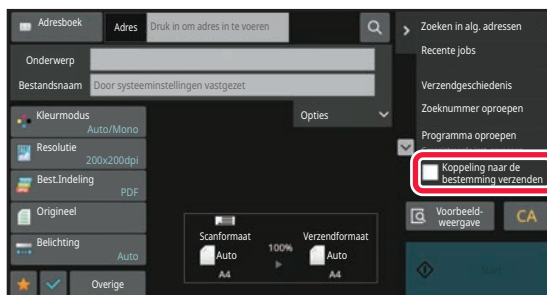 Adresboek
Adres
Druk in om adres in te voeren
Onderwerp
Bestandsnaam
Door systeeminstellingen vastgezet
Opties
Kleurmodus
Auto/Mono
Resolutie
200x200dpi
Best.Indeling
PDF
Origineel
Belichting
Auto
Overige
Scanformaat
Auto
A4
100%
Verzendformaat
Auto
A4
Zoeken in alg. adressen
Recente jobs
Verzendgeschiedenis
Zoeknummer oproepen
Programma oproepen
Koppeling naar de
bestemming verzenden
Voorbeeld-
weergave
CA
Start